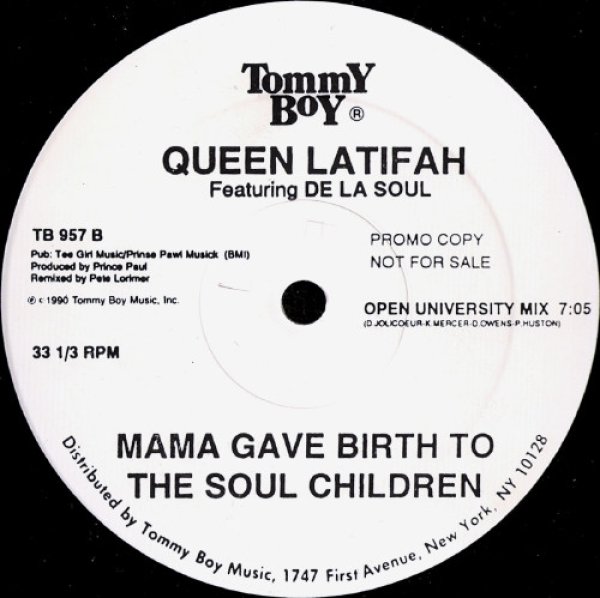 Tommy
Boy®
QUEEN LATIFAH
Featuring DE LA SOUL
TB 957 B
Pub: Tee Girl Music/Prinse Pawl Musick (BMI)
Produced by Prince Paul
Remixed by Pete Lorimer
℗ © 1990 Tommy Boy Music, Inc.
33 1/3 RPM
PROMO COPY
NOT FOR SALE
OPEN UNIVERSITY MIX 7:05
(D.JOLICOEUR-K.MERCER-D.OWENS-P.HUSTON)
MAMA GAVE BIRTH TO
THE SOUL CHILDREN
Distributed by Tommy Boy Music, 1747 First Avenue, New York, NY 10128